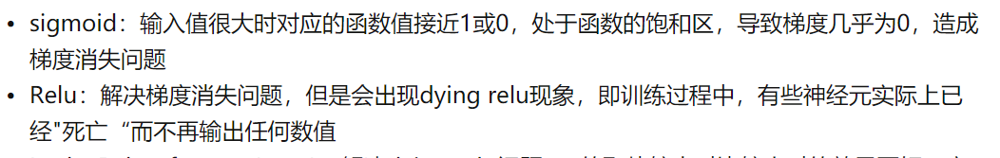 • sigmoid：输入值很大时对应的函数值接近1或0，处于函数的饱和区，导致梯度几乎为0，造成
梯度消失问题
• Relu：解决梯度消失问题，但是会出现dying relu现象，即训练过程中，有些神经元实际上已
经"死亡“而不再输出任何数值